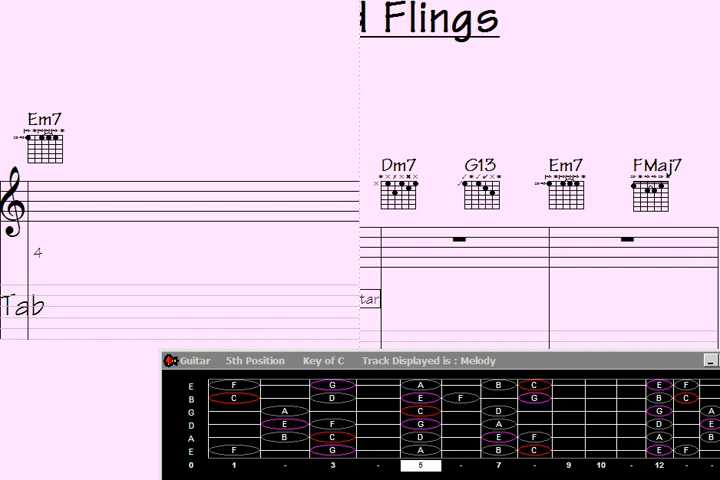 Flings
Em7
Dm7 G13 Em7 FMaj7
4
Tab
tar
Guitar 5th Position Key of C Track Displayed is : Melody
E F G A B C E F
B C D E F G B C
G A C D G A
D E F G A D E
A B C D E F A B
E F G A B C E F
0 1 - 3 - 5 - 7 - 9 10 - 12 - -